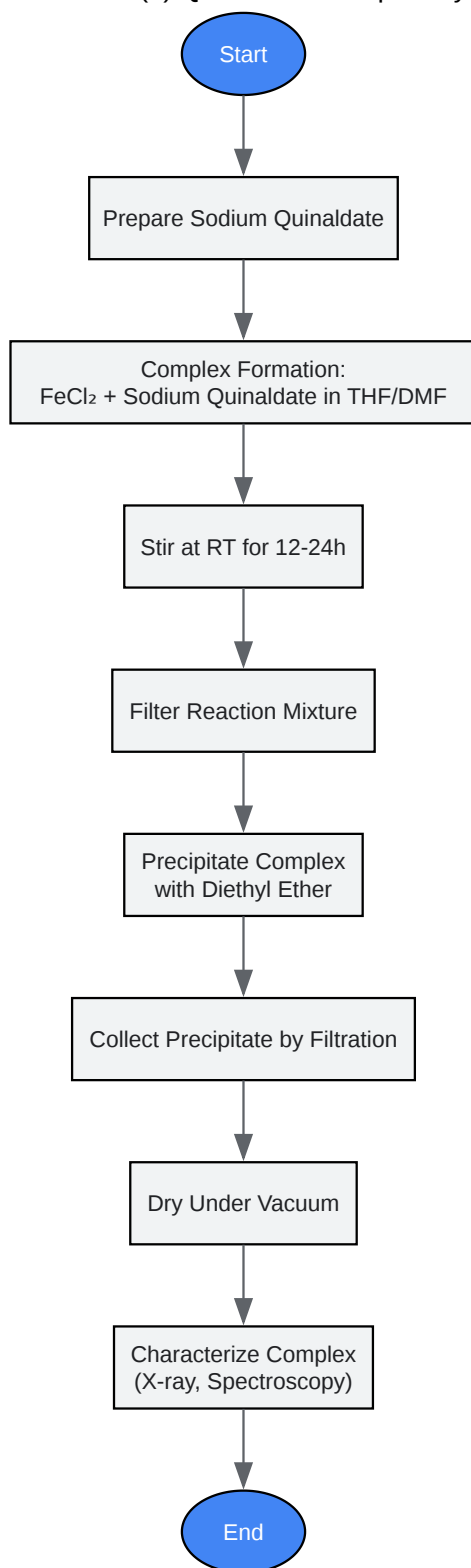 Start
Prepare Sodium Quinaldate
Complex Formation:
FeCl₂ + Sodium Quinaldate in THF/DMF
Stir at RT for 12-24h
Filter Reaction Mixture
Precipitate Complex
with Diethyl Ether
Collect Precipitate by Filtration
Dry Under Vacuum
Characterize Complex
(X-ray, Spectroscopy)
End